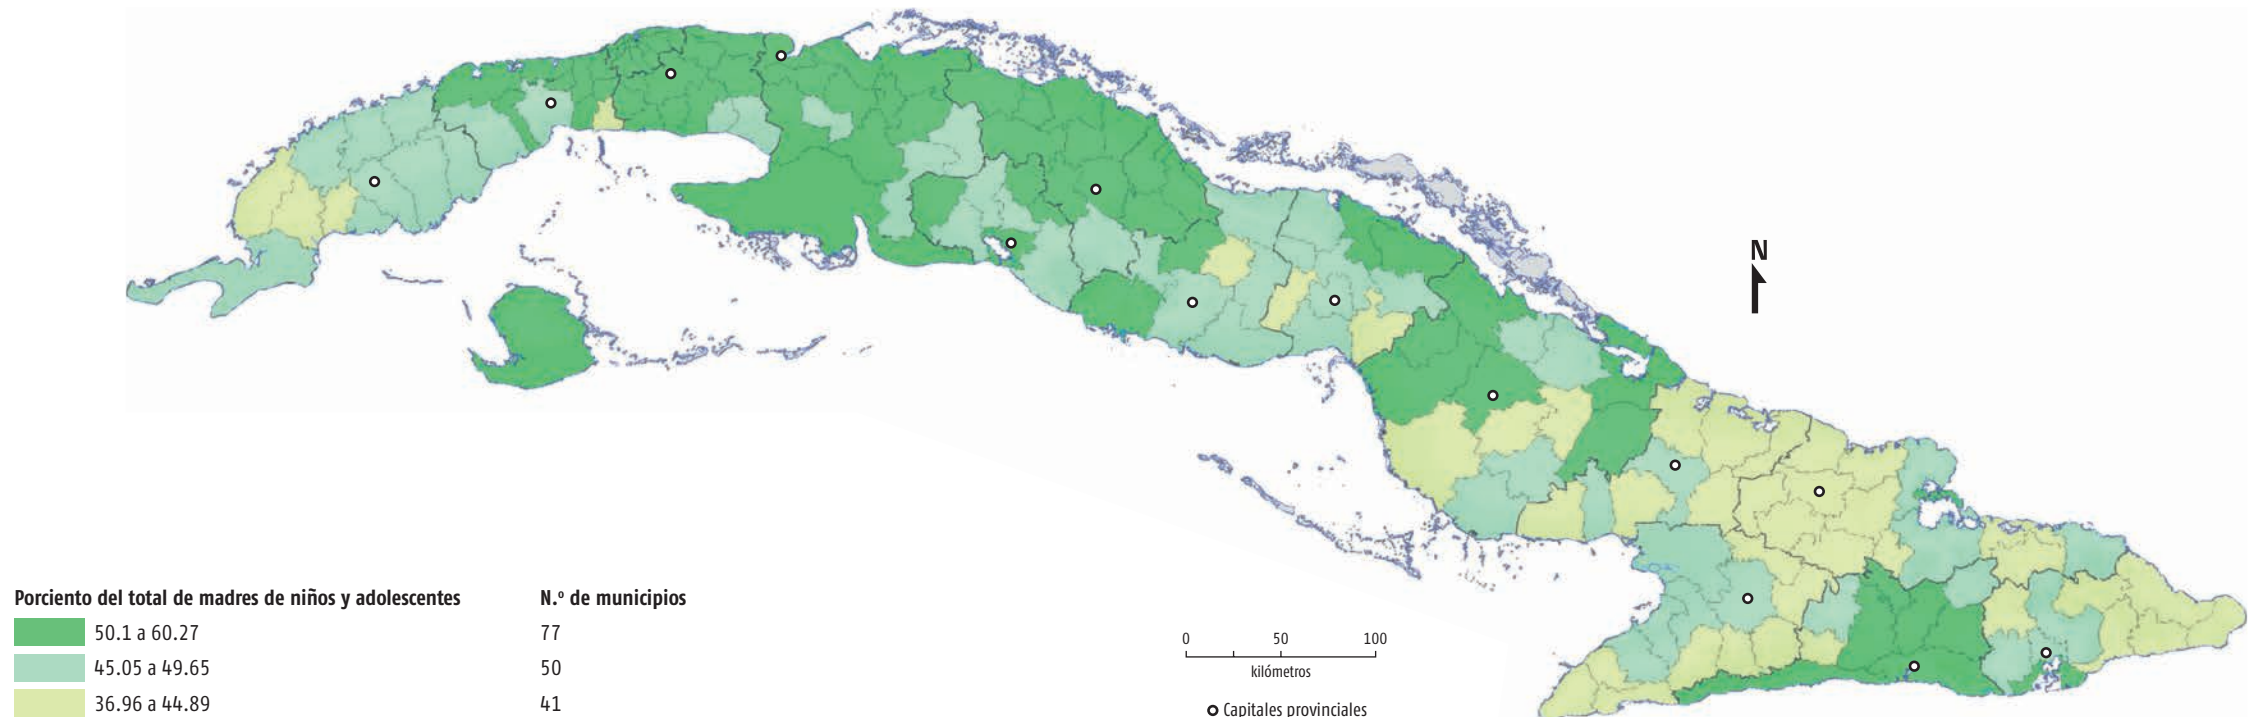 N
Porciento del total de madres de niños y adolescentes N.º de municipios
50.1 a 60.27 77
45.05 a 49.65 50
36.96 a 44.89 41
0 50 100
kilómetros
Capitales provinciales